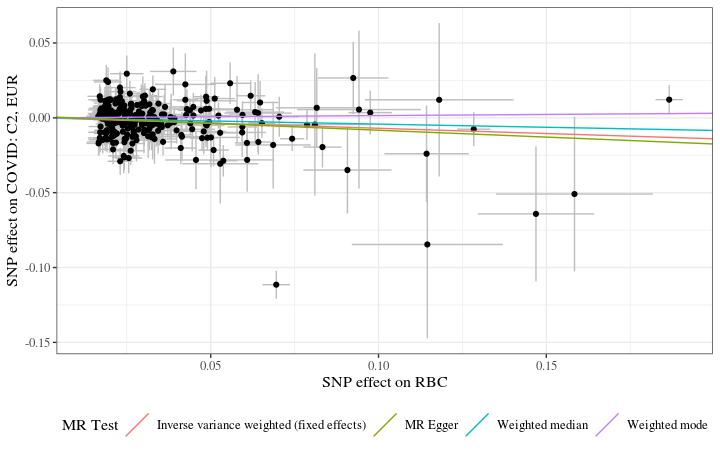 SNP effect on COVID: C2, EUR
0.05
0.00
-0.05
-0.10
-0.15
0.05
0.10
0.15
SNP effect on RBC
MR Test
Inverse variance weighted (fixed effects)
MR Egger
Weighted median
Weighted mode